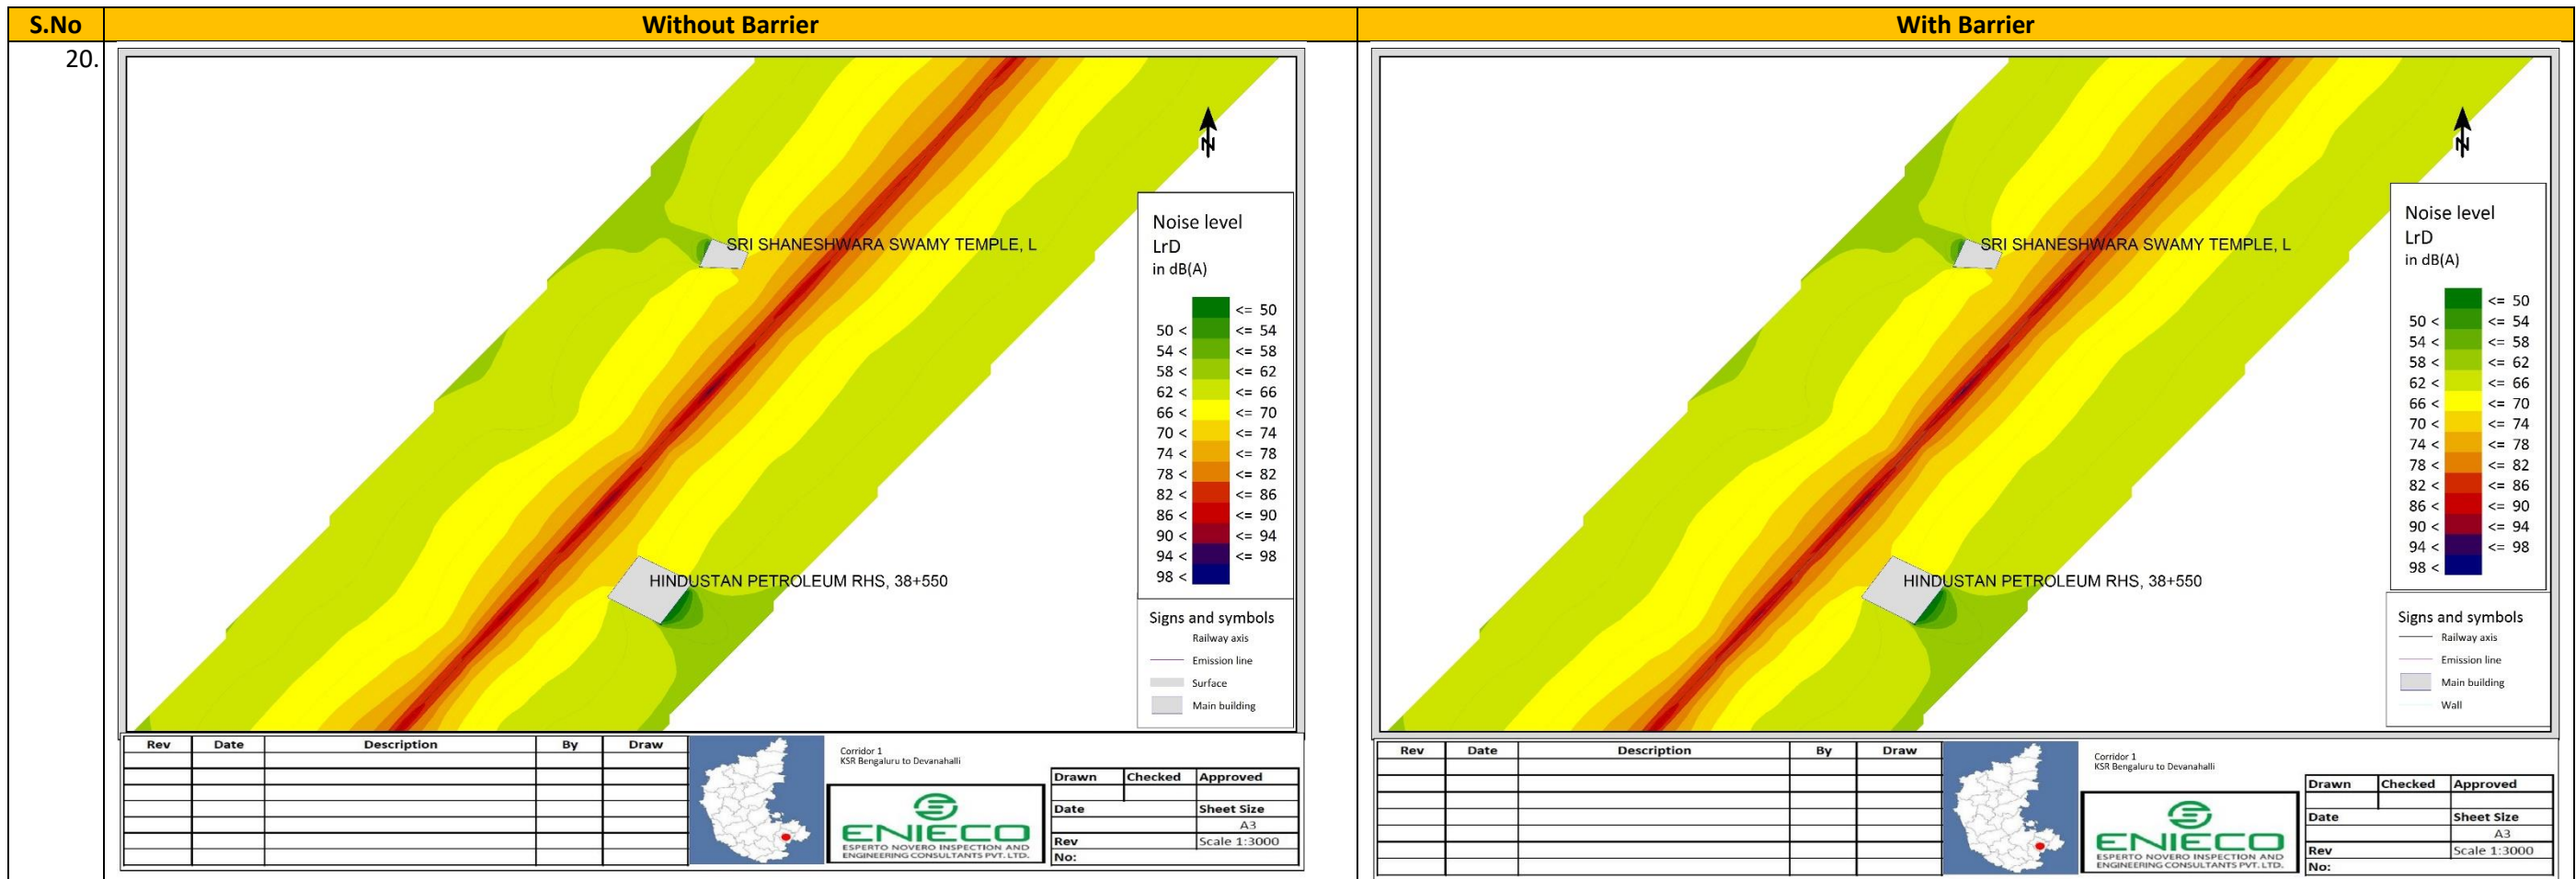 S.No Without Barrier With Barrier
20.
SRI SHANESHWARA SWAMY TEMPLE, L
HINDUSTAN PETROLEUM RHS, 38+550
N
Noise level
LrD
in dB(A)
<= 50
50 < <= 54
54 < <= 58
58 < <= 62
62 < <= 66
66 < <= 70
70 < <= 74
74 < <= 78
78 < <= 82
82 < <= 86
86 < <= 90
90 < <= 94
94 < <= 98
98 <
Signs and symbols
Railway axis
Emission line
Surface
Main building
Rev Date Description By Draw
Corridor 1
KSR Bengaluru to Devanahalli
ENIECO
ESPERTO NOVERO INSPECTION AND
ENGINEERING CONSULTANTS PVT. LTD.
Drawn Checked Approved
Date Sheet Size
A3
Rev Scale 1:3000
No:
SRI SHANESHWARA SWAMY TEMPLE, L
HINDUSTAN PETROLEUM RHS, 38+550
N
Noise level
LrD
in dB(A)
<= 50
50 < <= 54
54 < <= 58
58 < <= 62
62 < <= 66
66 < <= 70
70 < <= 74
74 < <= 78
78 < <= 82
82 < <= 86
86 < <= 90
90 < <= 94
94 < <= 98
98 <
Signs and symbols
Railway axis
Emission line
Main building
Wall
Rev Date Description By Draw
Corridor 1
KSR Bengaluru to Devanahalli
ENIECO
ESPERTO NOVERO INSPECTION AND
ENGINEERING CONSULTANTS PVT. LTD.
Drawn Checked Approved
Date Sheet Size
A3
Rev Scale 1:3000
No: